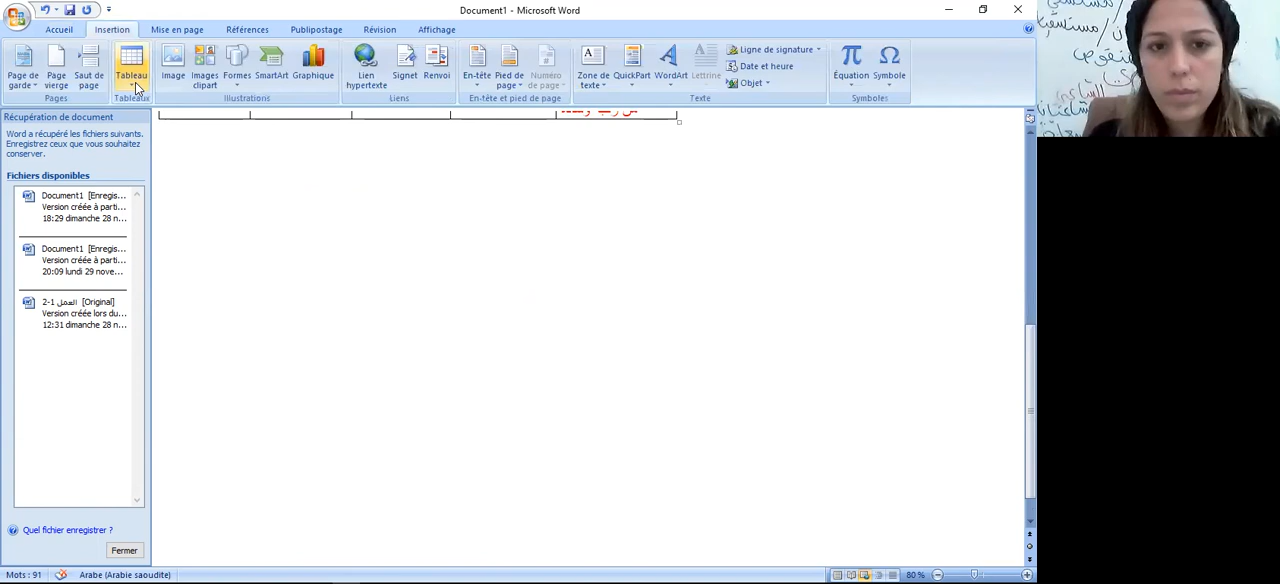 Document1 - Microsoft Word
Accueil Insertion Mise en page Références Publipostage Révision Affichage
Page de garde Page vierge Saut de page Tableau Image Images clipart Formes SmartArt Graphique Lien hypertexte Signet Renvoi En-tête Pied de page Numéro de page Zone de texte QuickPart WordArt Lettrine Ligne de signature Date et heure Objet Équation Symbole
Pages Tableaux Illustrations Liens En-tête et pied de page Texte Symboles
Récupération de document
Word a récupéré les fichiers suivants.
Enregistrez ceux que vous souhaitez
conserver.
Fichiers disponibles
Document1 [Enregis...
Version créée à parti...
18:29 dimanche 28 n...
Document1 [Enregis...
Version créée à parti...
20:09 lundi 29 nove...
العمل 1-2 [Original]
Version créée lors du...
12:31 dimanche 28 n...
Quel fichier enregistrer ?
Fermer
Mots : 91 Arabe (Arabie saoudite) 80 %